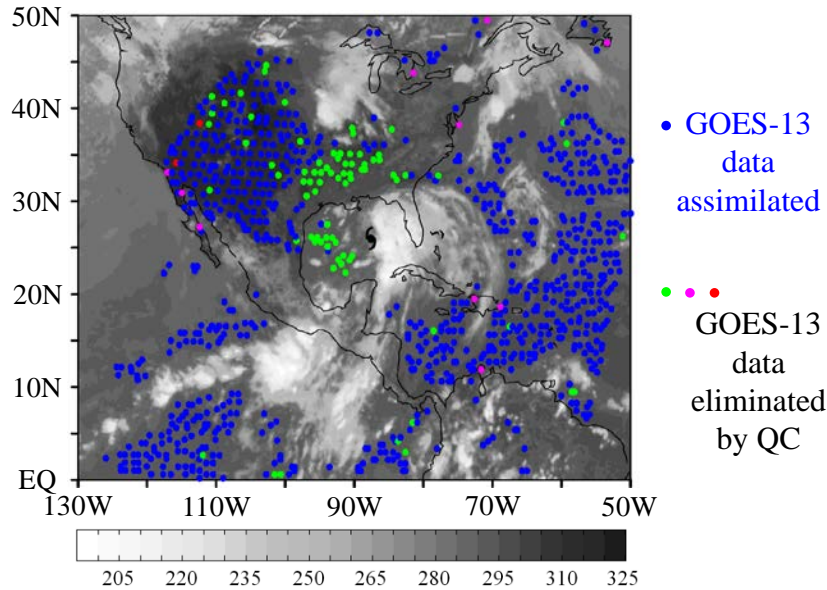 50N
40N
30N
20N
10N
EQ
130W 110W 90W 70W 50W
205 220 235 250 265 280 295 310 325
GOES-13
data
assimilated
GOES-13
data
eliminated
by QC